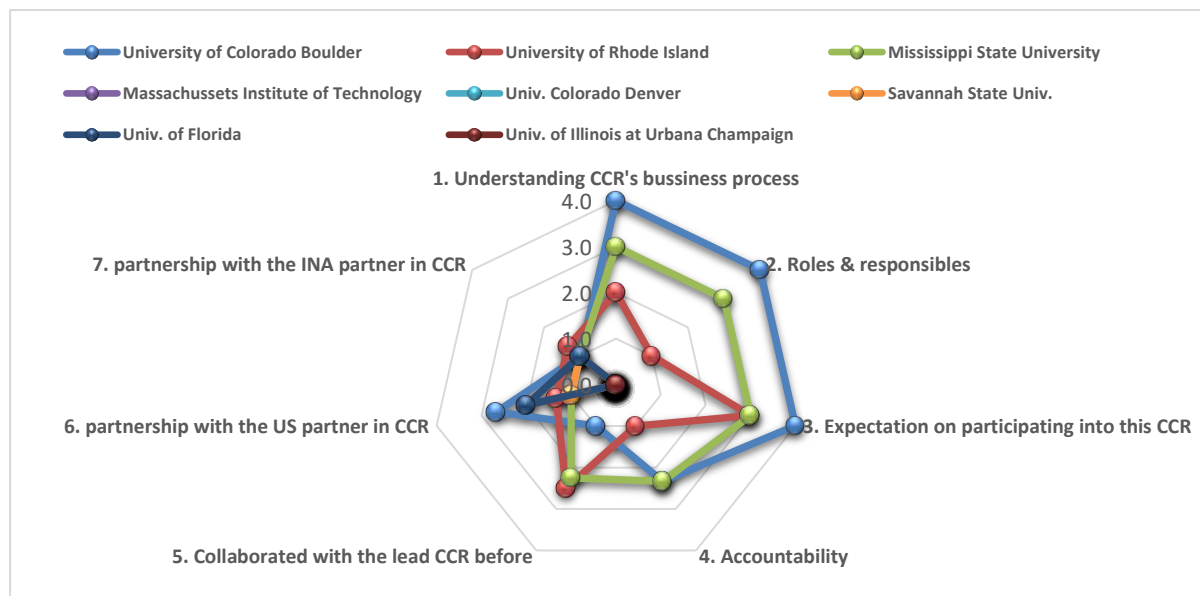 University of Colorado Boulder
University of Rhode Island
Mississippi State University
Massachussets Institute of Technology
Univ. Colorado Denver
Savannah State Univ.
Univ. of Florida
Univ. of Illinois at Urbana Champaign
1. Understanding CCR's bussiness process
4.0
3.0
2.0
1.0
0.0
7. partnership with the INA partner in CCR
2. Roles & responsibles
6. partnership with the US partner in CCR
3. Expectation on participating into this CCR
5. Collaborated with the lead CCR before
4. Accountability